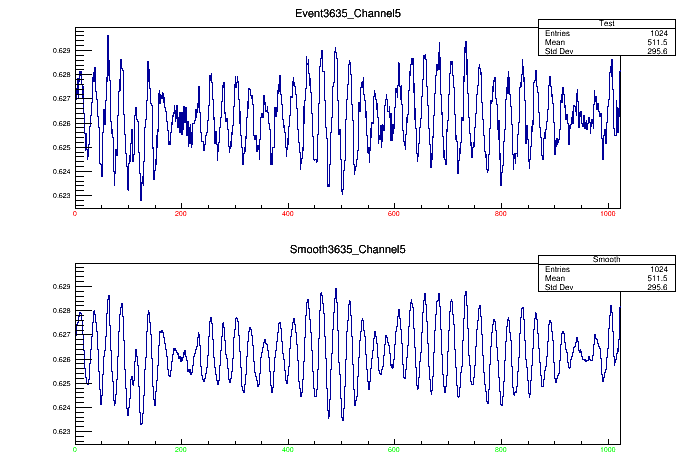 Event3635_Channel5
Test
Entries 1024
Mean 511.5
Std Dev 295.6
0.629
0.628
0.627
0.626
0.625
0.624
0.623
0 200 400 600 800 1000
Smooth3635_Channel5
Smooth
Entries 1024
Mean 511.5
Std Dev 295.6
0.629
0.628
0.627
0.626
0.625
0.624
0.623
0 200 400 600 800 1000